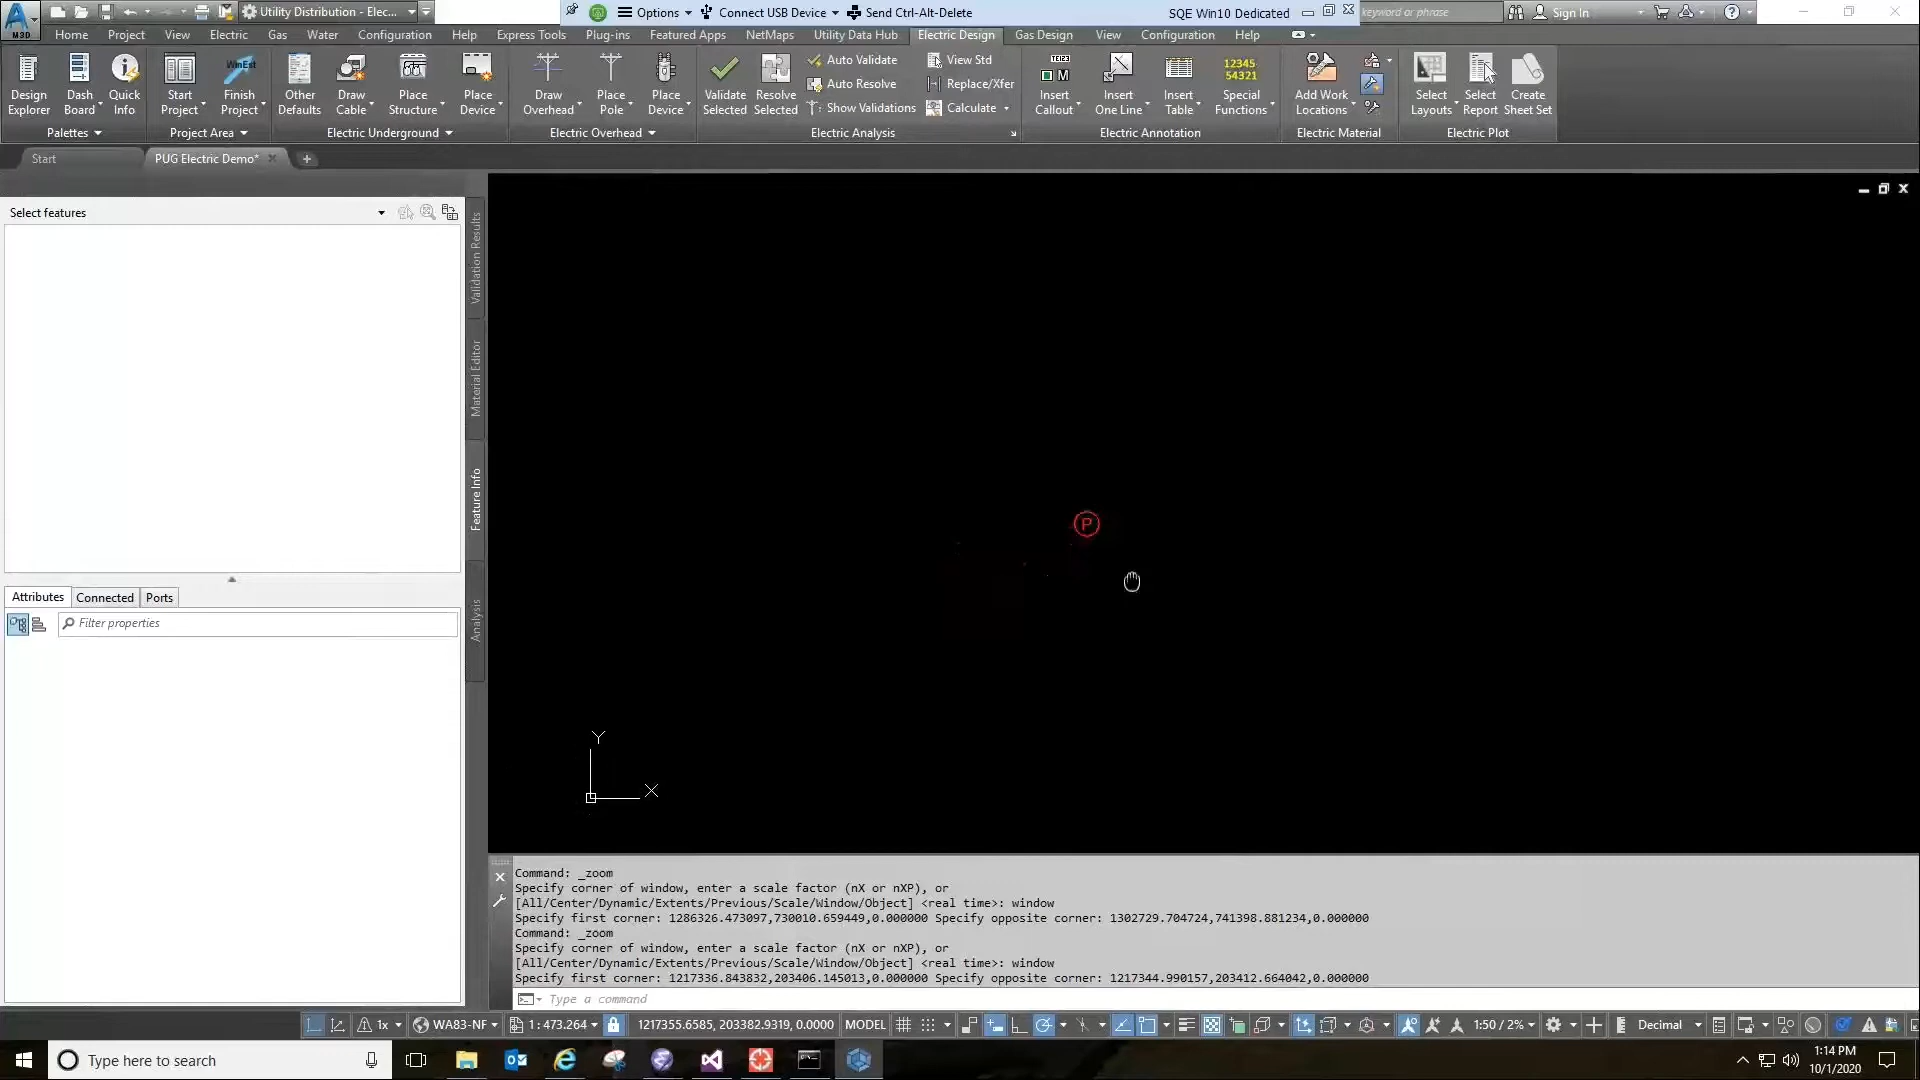 M3D
Utility Distribution - Elec...
Options
Connect USB Device
Send Ctrl-Alt-Delete
SQE Win10 Dedicated
keyword or phrase
Sign In
Home
Project
View
Electric
Gas
Water
Configuration
Help
Express Tools
Plug-ins
Featured Apps
NetMaps
Utility Data Hub
Electric Design
Gas Design
View
Configuration
Help
Design Explorer
Dash Board
Quick Info
Start Project
WinEst
Finish Project
Other Defaults
Draw Cable
Place Structure
Place Device
Draw Overhead
Place Pole
Place Device
Validate Selected
Resolve Selected
Auto Validate
Auto Resolve
Show Validations
View Std
Replace/Xfer
Calculate
Insert Callout
Insert One Line
Insert Table
12345
54321
Special Functions
Add Work Locations
Select Layouts
Select Report
Create Sheet Set
Palettes
Project Area
Electric Underground
Electric Overhead
Electric Analysis
Electric Annotation
Electric Material
Electric Plot
Start
PUG Electric Demo*
Select features
Validation Results
Material Editor
Feature Info
Analysis
P
Attributes
Connected
Ports
Filter properties
Y
X
Command: _zoom
Specify corner of window, enter a scale factor (nX or nXP), or
[All/Center/Dynamic/Extents/Previous/Scale/Window/Object] <real time>: window
Specify first corner: 1286326.473097,730010.659449,0.000000 Specify opposite corner: 1302729.704724,741398.881234,0.000000
Command: _zoom
Specify corner of window, enter a scale factor (nX or nXP), or
[All/Center/Dynamic/Extents/Previous/Scale/Window/Object] <real time>: window
Specify first corner: 1217336.843832,203406.145013,0.000000 Specify opposite corner: 1217344.990157,203412.664042,0.000000
Type a command
1x
WA83-NF
1 : 473.264
1217355.6585, 203382.9319, 0.0000
MODEL
1:50 / 2%
Decimal
Type here to search
1:14 PM
10/1/2020